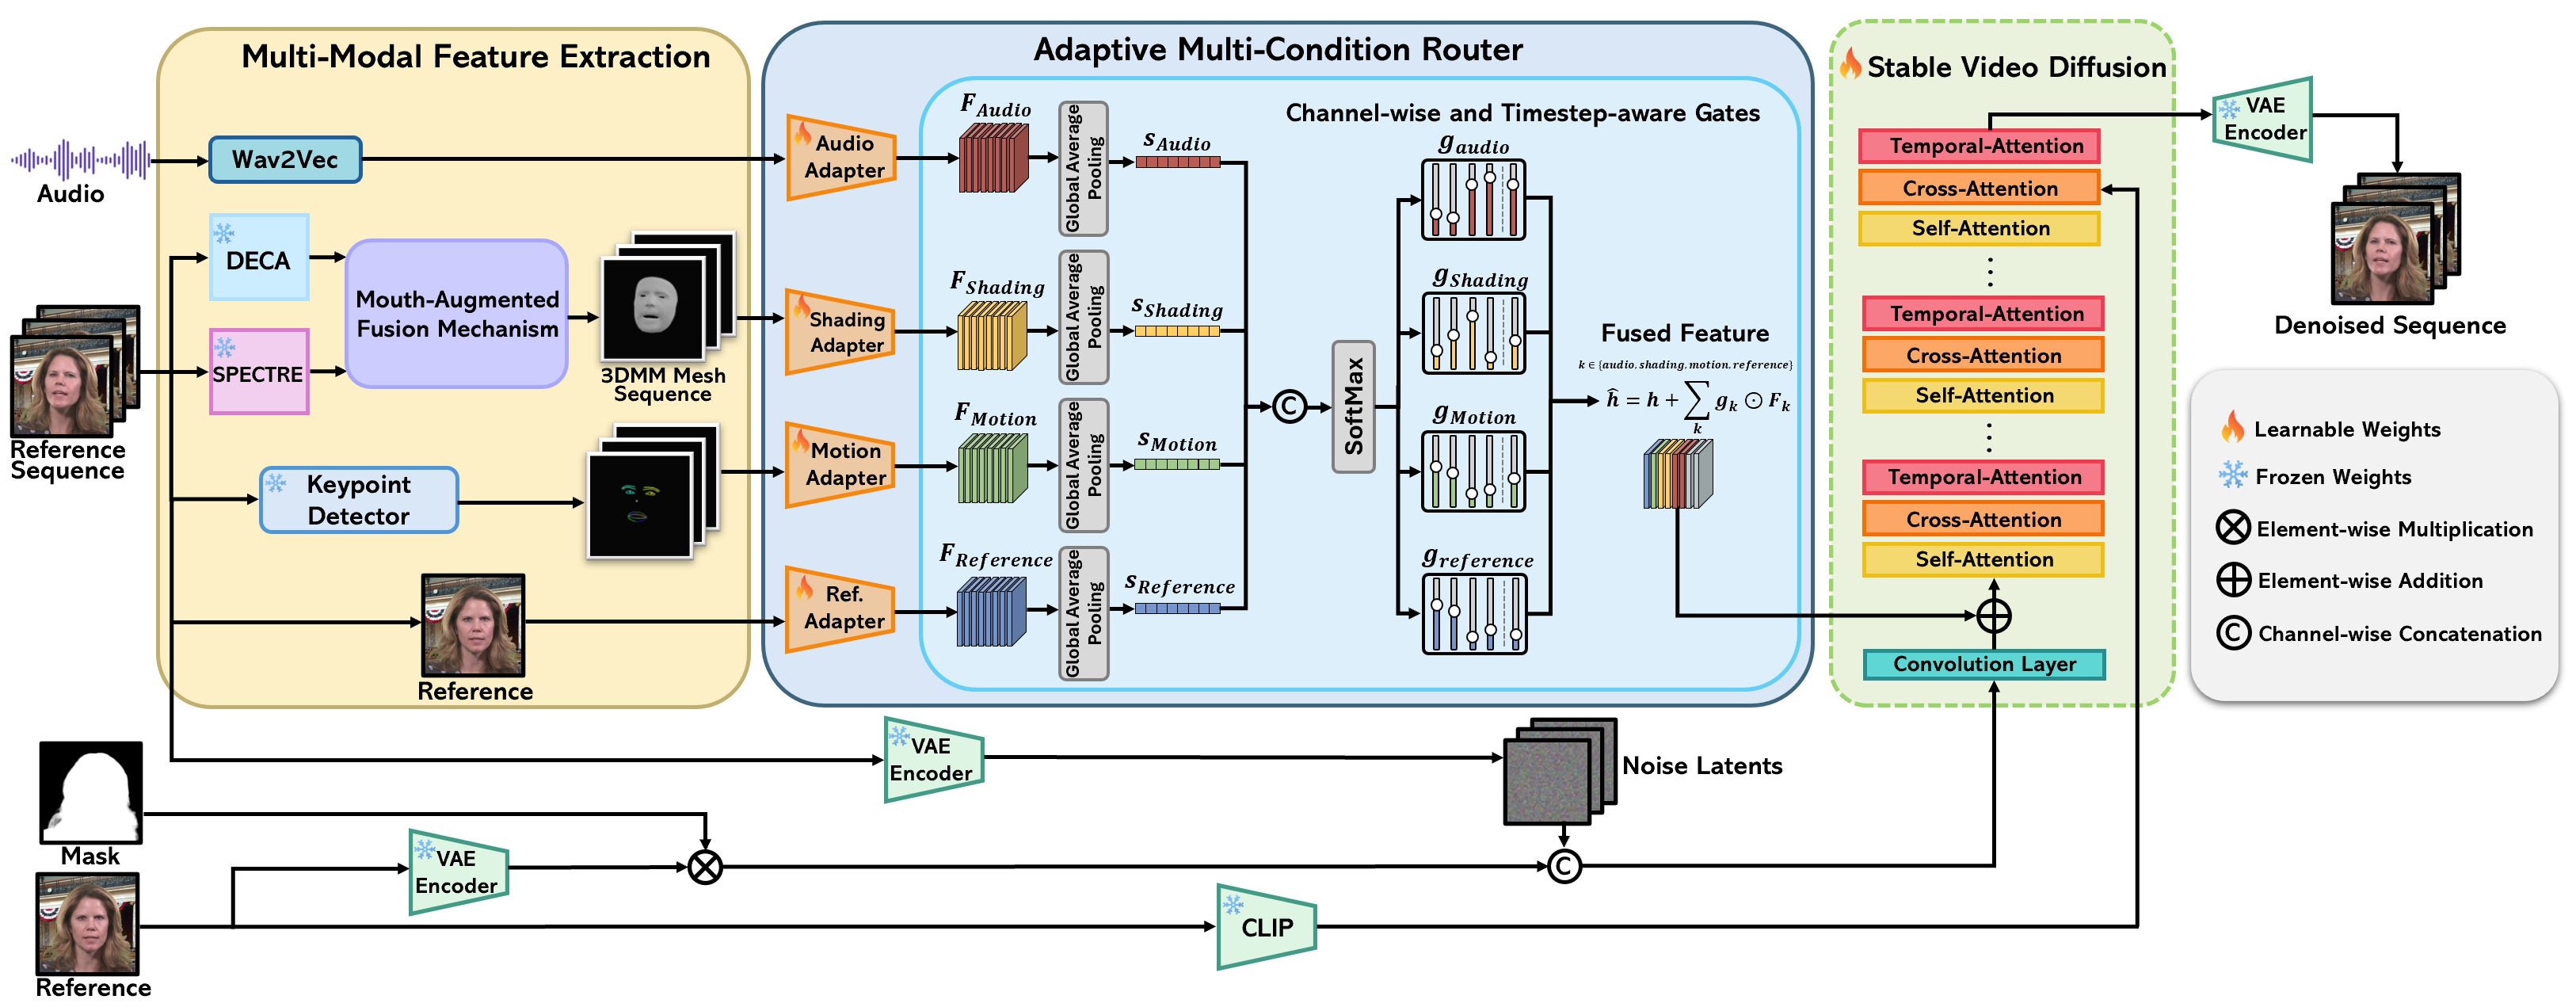 Multi-Modal Feature Extraction
Adaptive Multi-Condition Router
Stable Video Diffusion
Audio
Wav2Vec
DECA
SPECTRE
Mouth-Augmented
Fusion Mechanism
3DMM Mesh
Sequence
Reference
Sequence
Keypoint
Detector
Reference
Audio
Adapter
Shading
Adapter
Motion
Adapter
Ref.
Adapter
F_Audio
Global Average
Pooling
s_Audio
F_Shading
Global Average
Pooling
s_Shading
F_Motion
Global Average
Pooling
s_Motion
F_Reference
Global Average
Pooling
s_Reference
C
SoftMax
Channel-wise and Timestep-aware Gates
g_audio
g_Shading
g_Motion
g_reference
Fused Feature
k ∈ {audio, shading, motion, reference}
ĥ = h + ∑_k g_k ⊙ F_k
Temporal-Attention
Cross-Attention
Self-Attention
Temporal-Attention
Cross-Attention
Self-Attention
Temporal-Attention
Cross-Attention
Self-Attention
Convolution Layer
VAE
Encoder
Denoised Sequence
Learnable Weights
Frozen Weights
Element-wise Multiplication
Element-wise Addition
C Channel-wise Concatenation
VAE
Encoder
Noise Latents
Mask
VAE
Encoder
C
CLIP
Reference